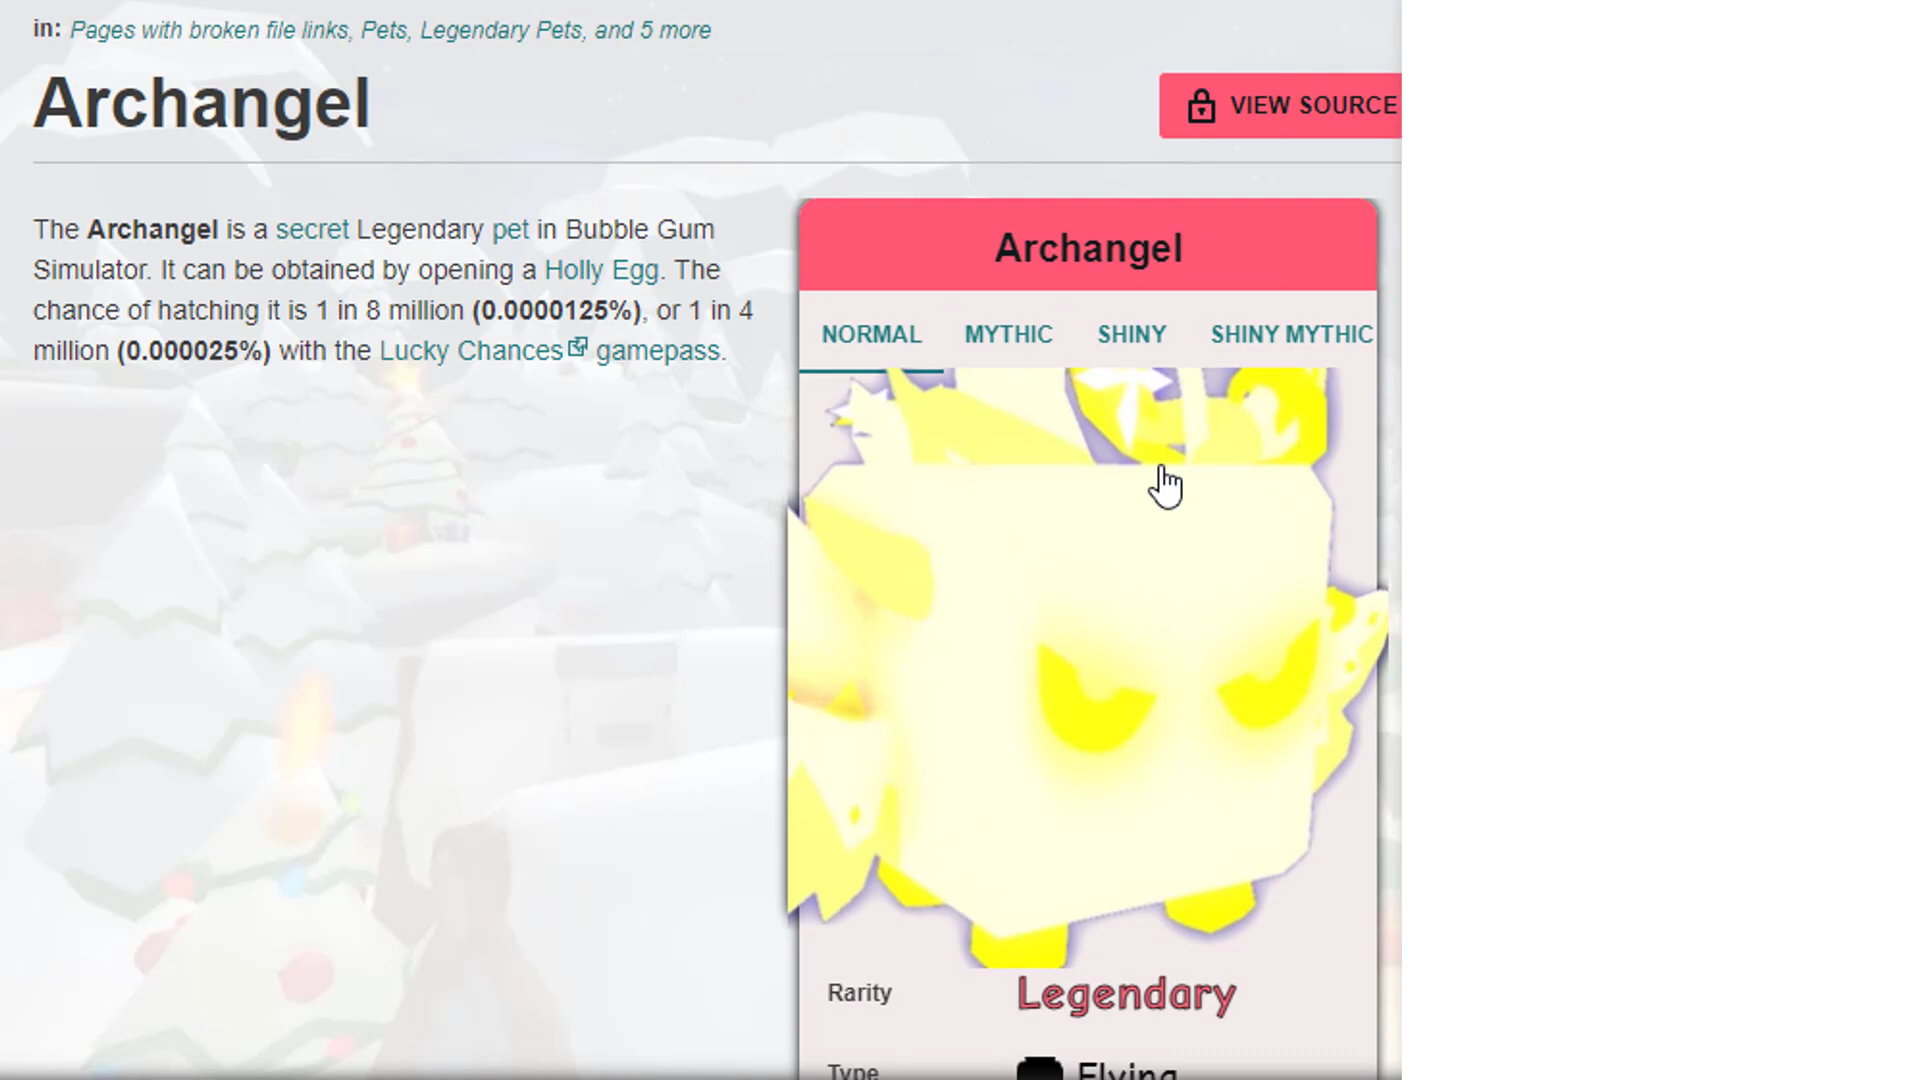 in: Pages with broken file links, Pets, Legendary Pets, and 5 more
Archangel
VIEW SOURCE
The Archangel is a secret Legendary pet in Bubble Gum
Simulator. It can be obtained by opening a Holly Egg. The
chance of hatching it is 1 in 8 million (0.0000125%), or 1 in 4
million (0.000025%) with the Lucky Chances gamepass.
Archangel
NORMAL MYTHIC SHINY SHINY MYTHIC
Rarity Legendary
Type Flying